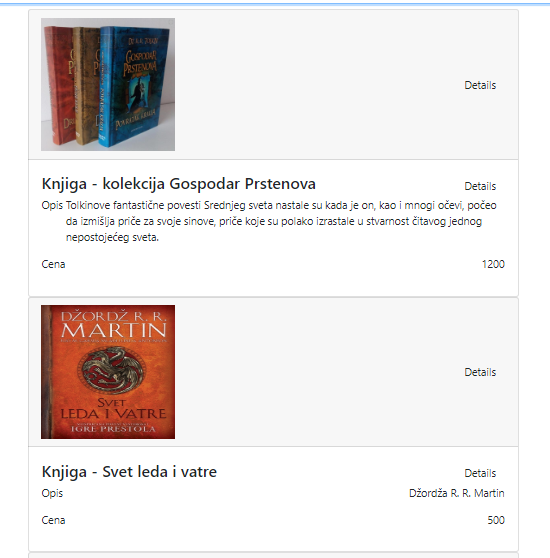 GOSPODAR
PRSTENOVA
POVRATAK KRALJA
Details
Knjiga - kolekcija Gospodar Prstenova
Details
Opis Tolkinove fantastične povesti Srednjeg sveta nastale su kada je on, kao i mnogi očevi, počeo
da izmišlja priče za svoje sinove, priče koje su polako izrastale u stvarnost čitavog jednog
nepostojećeg sveta.
Cena 1200
DŽORDŽ R. R.
MARTIN
SVET
LEDA I VATRE
IGRE PRESTOLA
Details
Knjiga - Svet leda i vatre
Details
Opis Džordža R. R. Martin
Cena 500